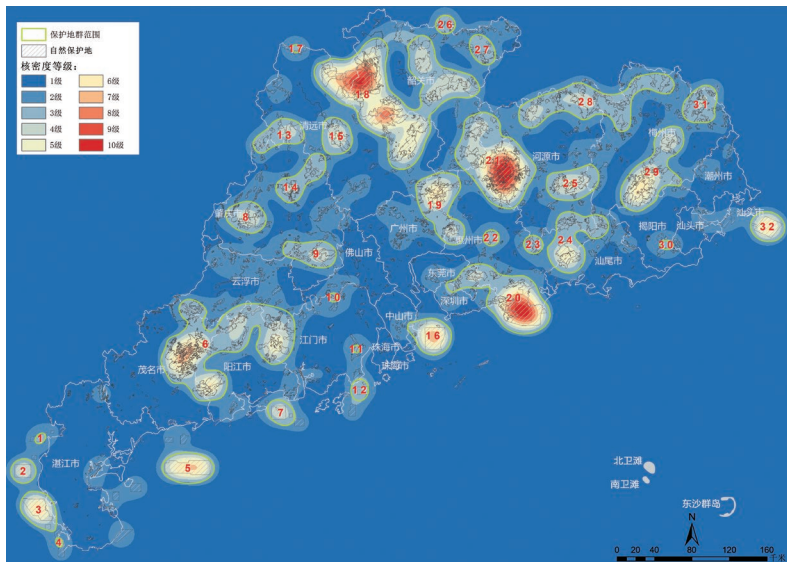 保护地群范围
自然保护地
核密度等级：
1级 6级
2级 7级
3级 8级
4级 9级
5级 10级
26
17
27
韶关市
18
28
31
清远市
13
15
梅州市
河源市
21
29
14
25
潮州市
19
肇庆市
8
汕头市
广州市
揭阳市
汕头市
32
惠州市
22
23
24
30
佛山市
9
汕尾市
东莞市
云浮市
10
深圳市
20
中山市
16
江门市
6
11
珠海市
茂名市
阳江市
珠海市
12
7
1
湛江市
2
5
北卫滩
南卫滩
3
东沙群岛
N
4
0 20 40 80 120 160
千米